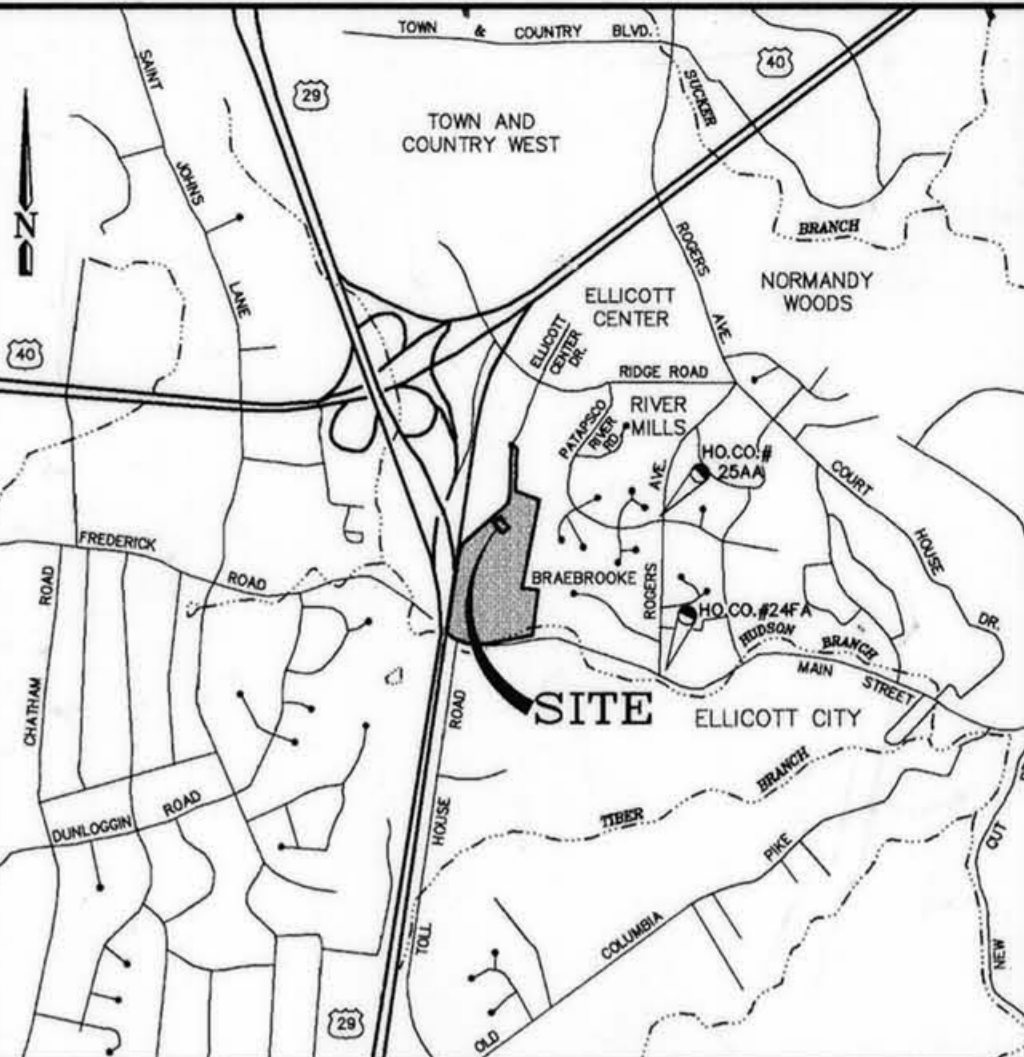 TOWN & COUNTRY BLVD.
SAINT JOHNS LANE
29
40
SUCKER BRANCH
TOWN AND
COUNTRY WEST
N
ROGERS AVE.
NORMANDY
WOODS
ELLICOTT
CENTER
ELLICOTT
CENTER
DR.
40
RIDGE ROAD
RIVER
MILLS
PATAPSCO
RIVER
RD
HO.CO.#
25AA
AVE.
COURT HOUSE DR.
FREDERICK ROAD
BRAEBROOKE
ROGERS
HO.CO.#24FA
HUDSON BRANCH
MAIN STREET
CHATHAM ROAD
SITE
ELLICOTT CITY
TOLL HOUSE ROAD
DUNLOGGIN ROAD
TIBER BRANCH
OLD COLUMBIA PIKE
NEW CUT
29